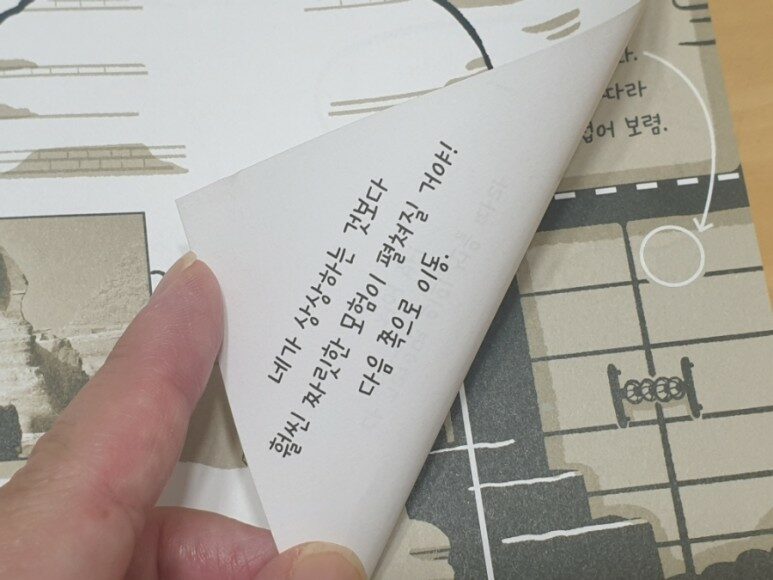 네가 상상하는 것보다
훨씬 짜릿한 모험이 펼쳐질 거야!
다음 쪽으로 이동.
다.
따라
접어 보렴.